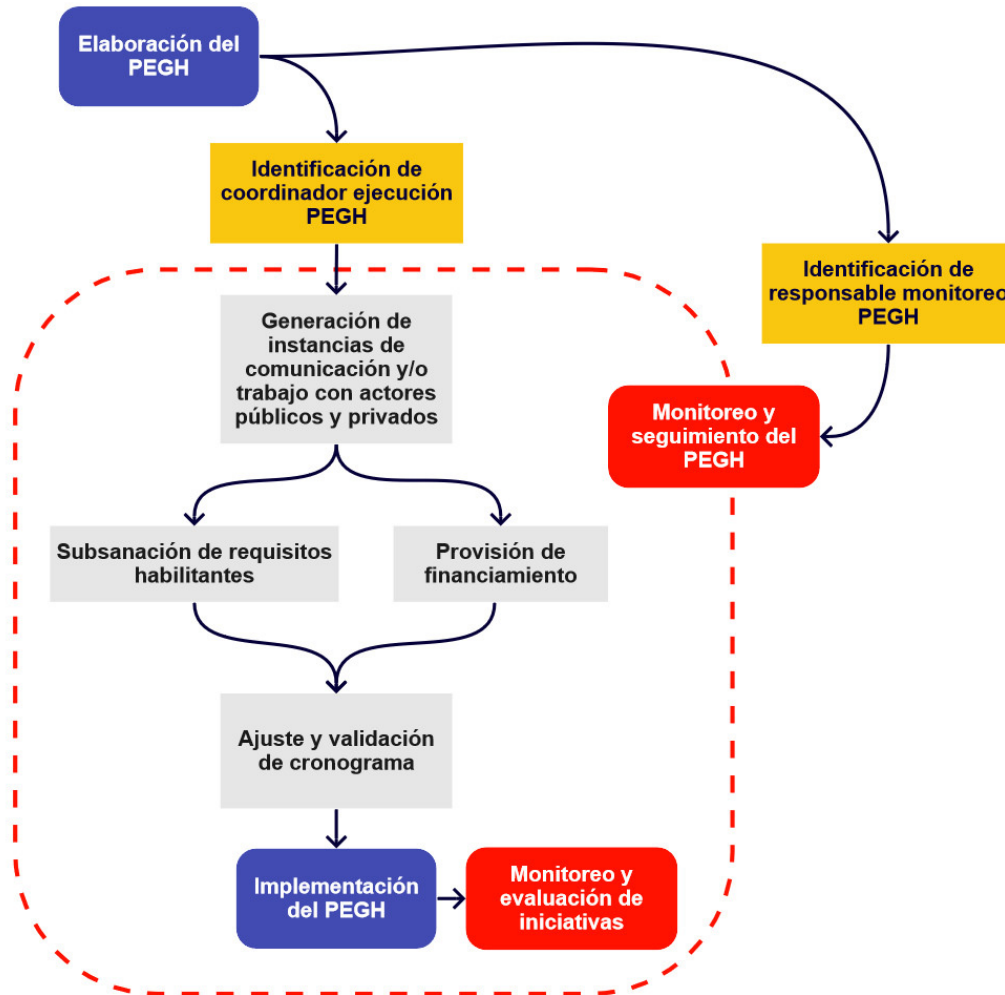 Elaboración del
PEGH
Identificación de
coordinador ejecución
PEGH
Identificación de
responsable monitoreo
PEGH
Generación de
instancias de
comunicación y/o
trabajo con actores
públicos y privados
Monitoreo y
seguimiento del
PEGH
Subsanación de requisitos
habilitantes
Provisión de
financiamiento
Ajuste y validación
de cronograma
Implementación
del PEGH
Monitoreo y
evaluación de
iniciativas